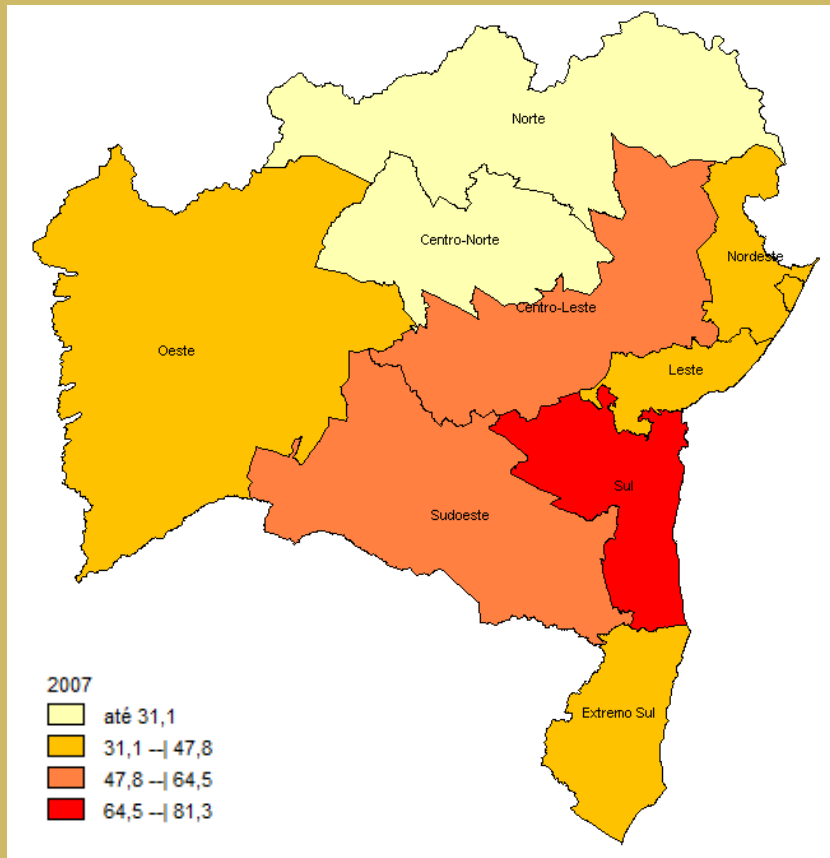 Norte
Centro-Norte
Nordeste
Centro-Leste
Oeste
Leste
Sul
Sudoeste
Extremo Sul
2007
até 31,1
31,1 --| 47,8
47,8 --| 64,5
64,5 --| 81,3